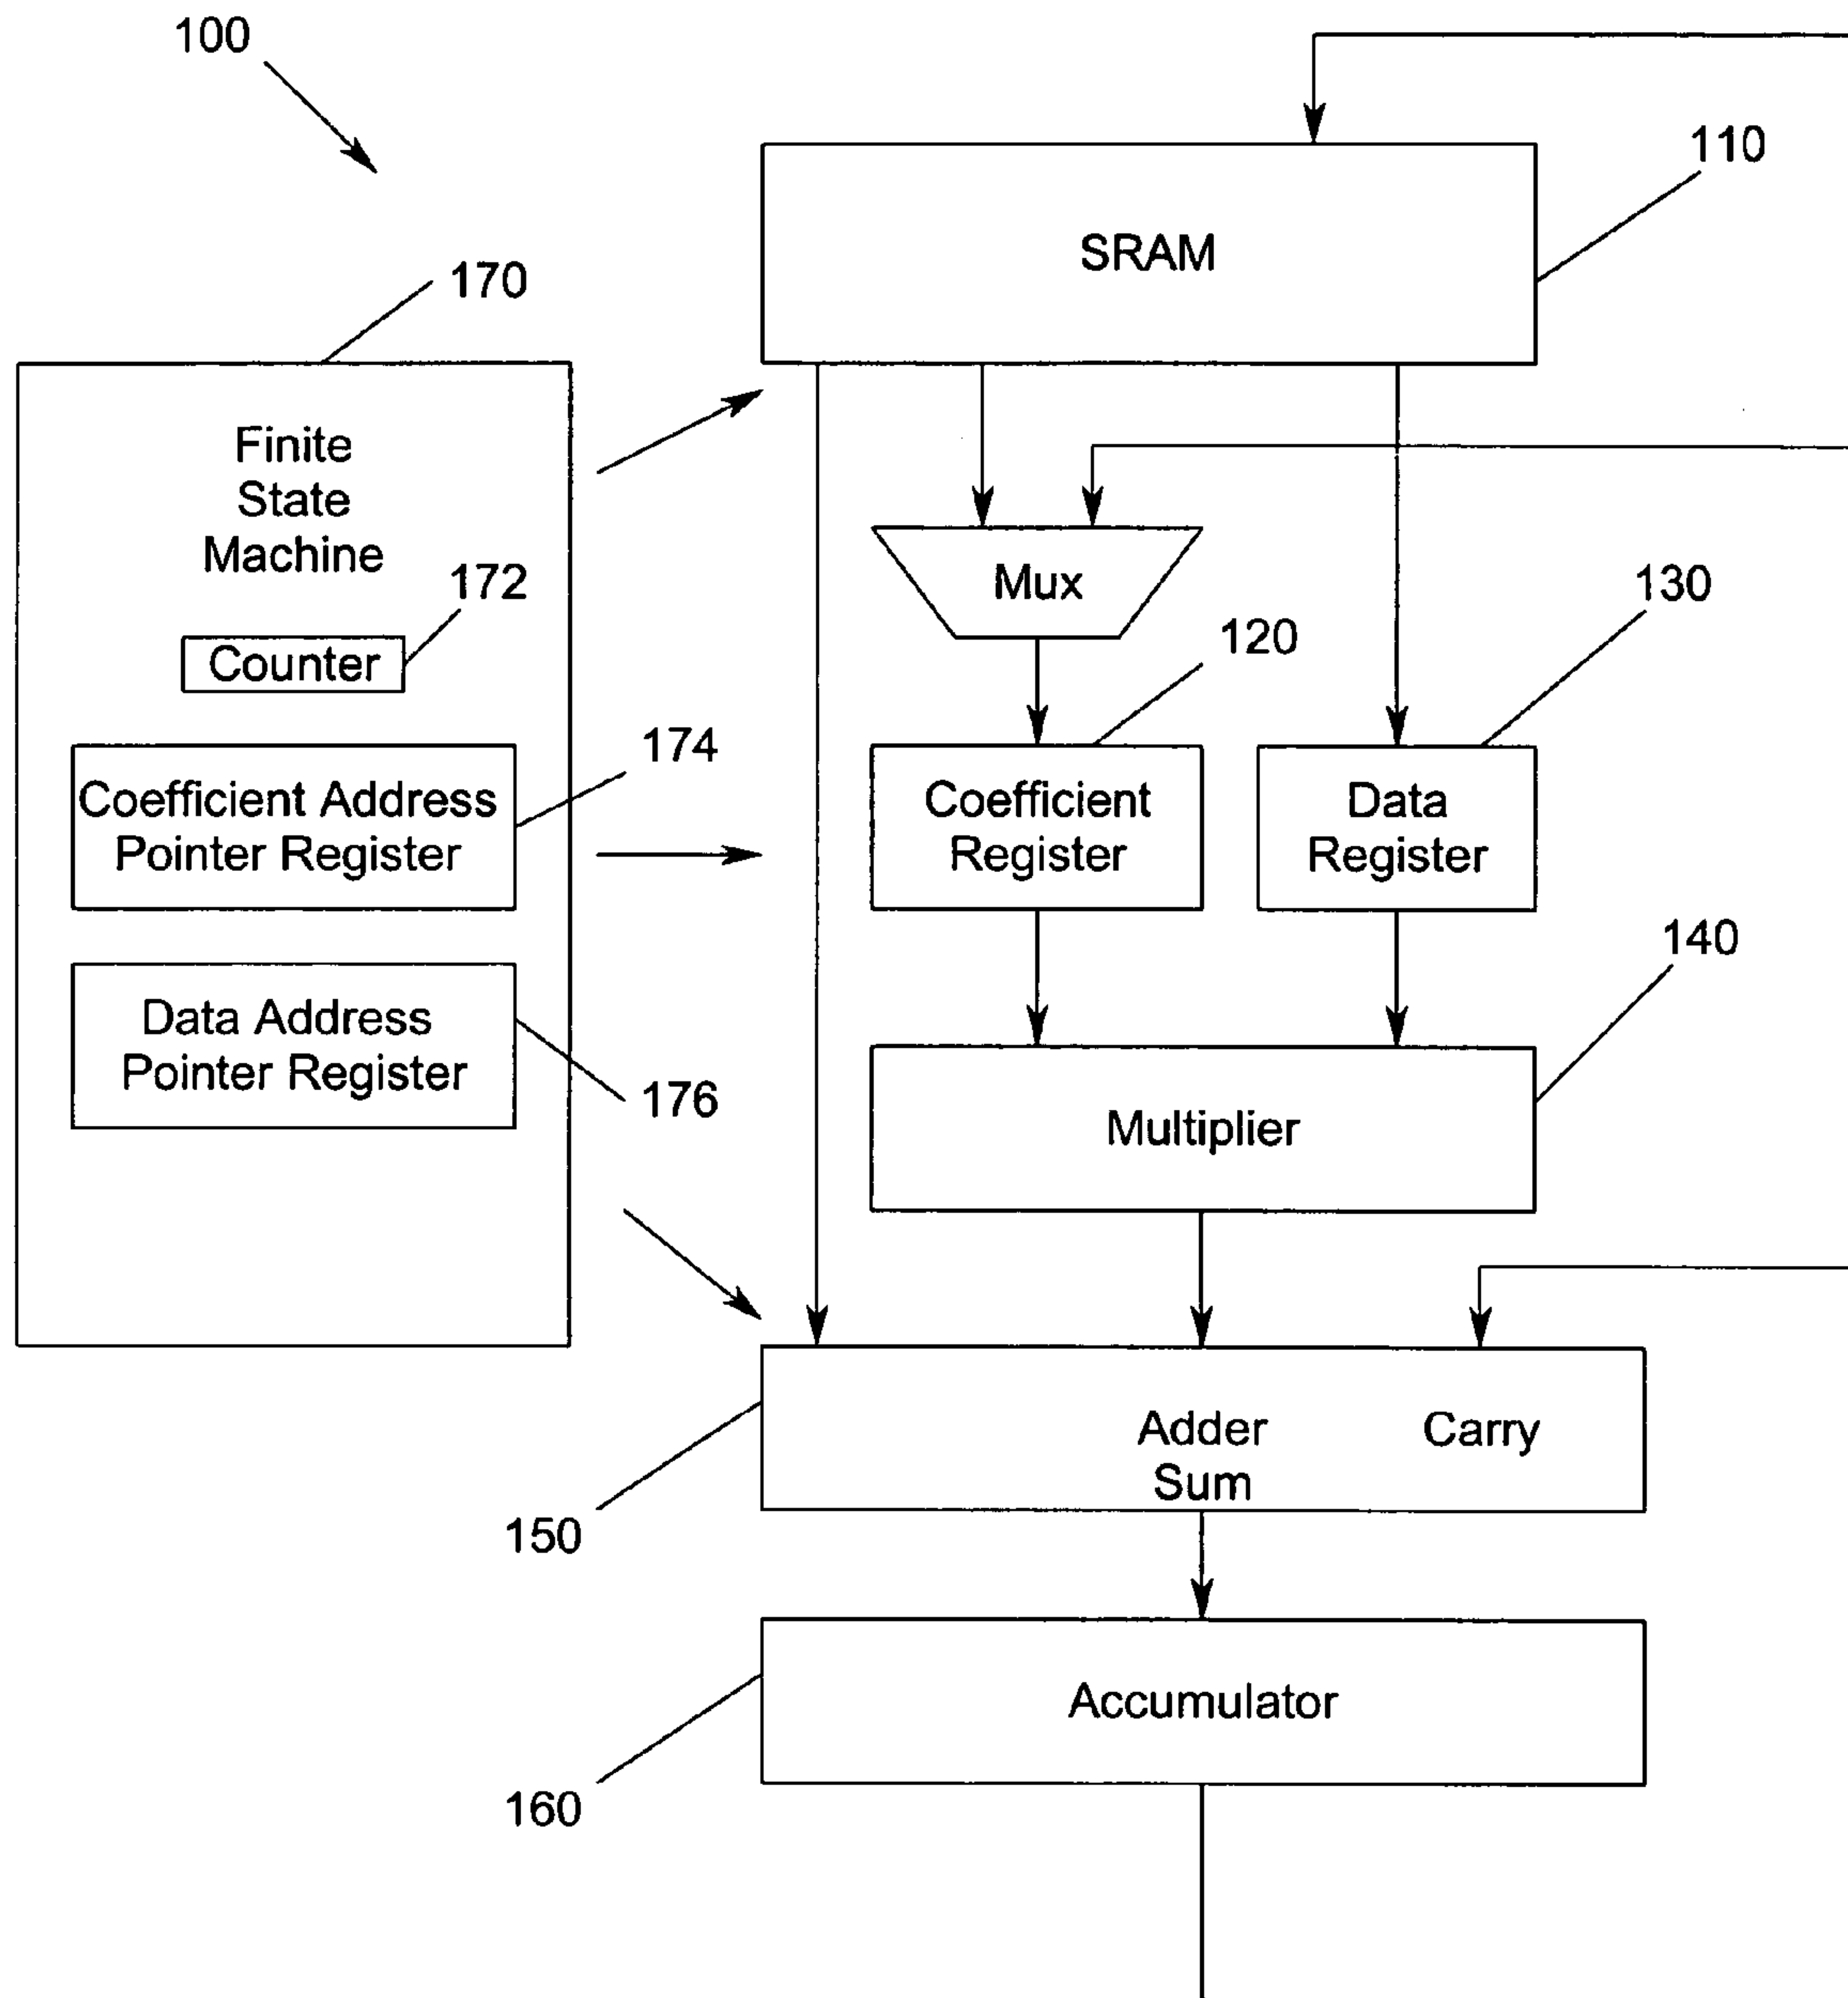 100
110
SRAM
170
Finite
State
Machine
172
Counter
Mux
130
120
174
Coefficient Address
Pointer Register
Coefficient
Register
Data
Register
140
Data Address
Pointer Register
176
Multiplier
Adder
Sum
Carry
150
Accumulator
160